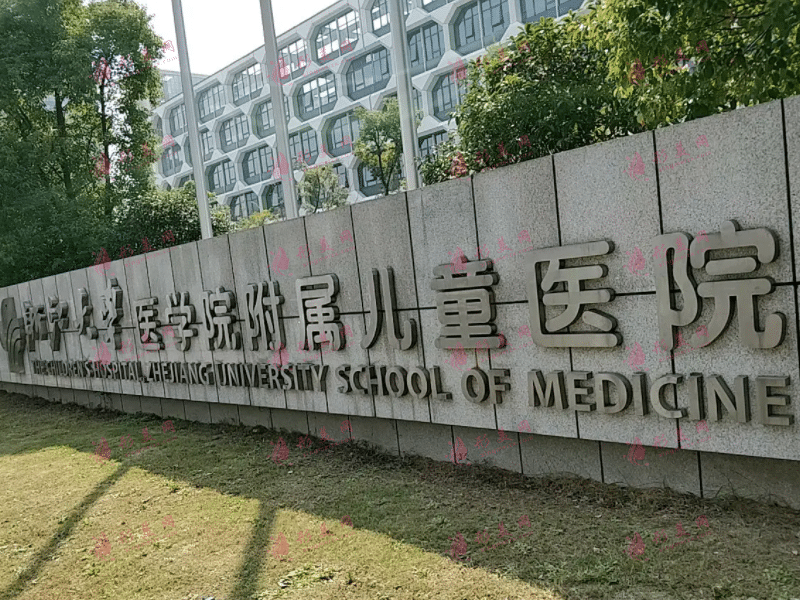 浙江大学医学院附属儿童医院
THE CHILDREN'S HOSPITAL, ZHEJIANG UNIVERSITY SCHOOL OF MEDICINE